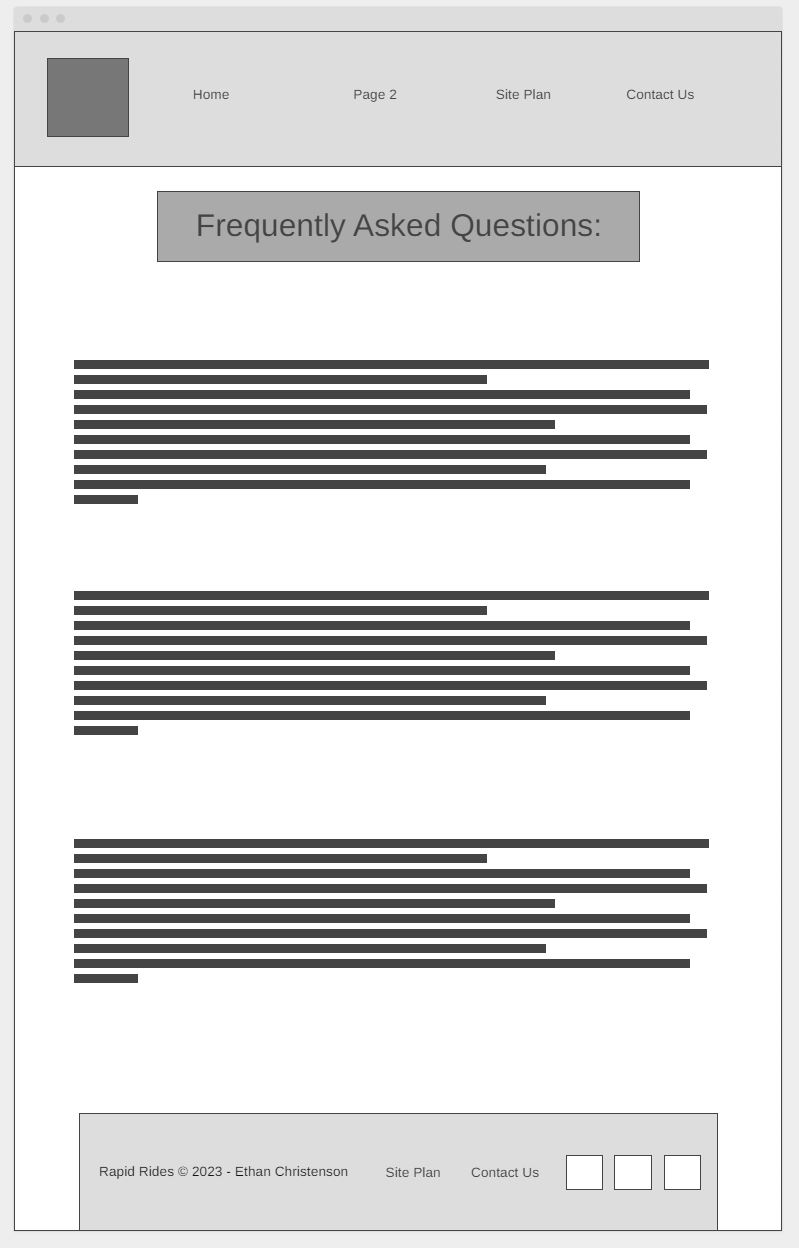 Home
Page 2
Site Plan
Contact Us
Frequently Asked Questions:
Rapid Rides © 2023 - Ethan Christenson
Site Plan
Contact Us